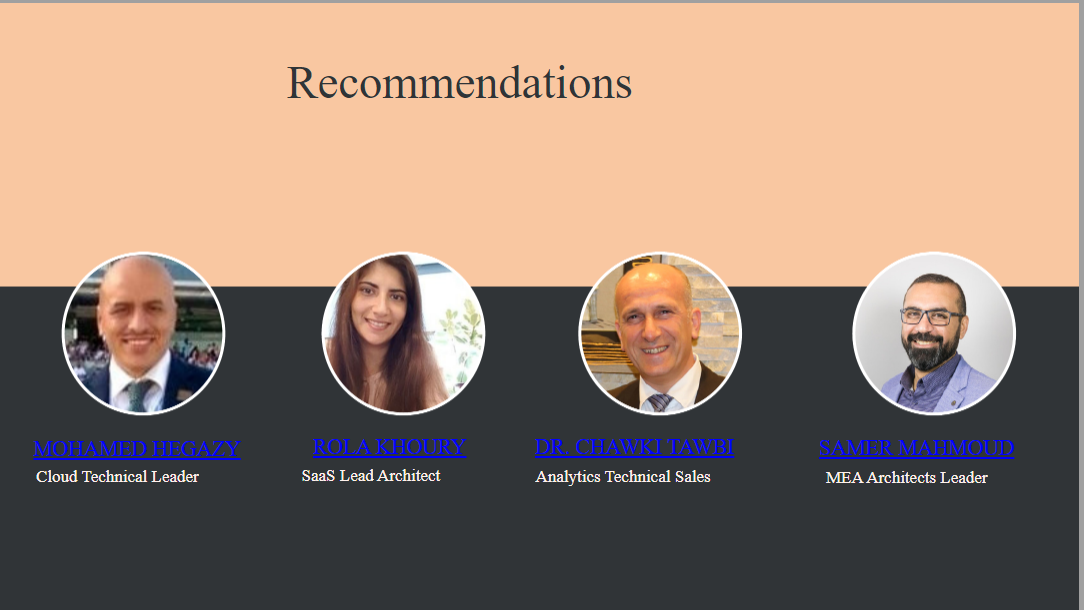 Recommendations
MOHAMED HEGAZY
ROLA KHOURY
DR. CHAWKI TAWBI
SAMER MAHMOUD
Cloud Technical Leader
SaaS Lead Architect
Analytics Technical Sales
MEA Architects Leader